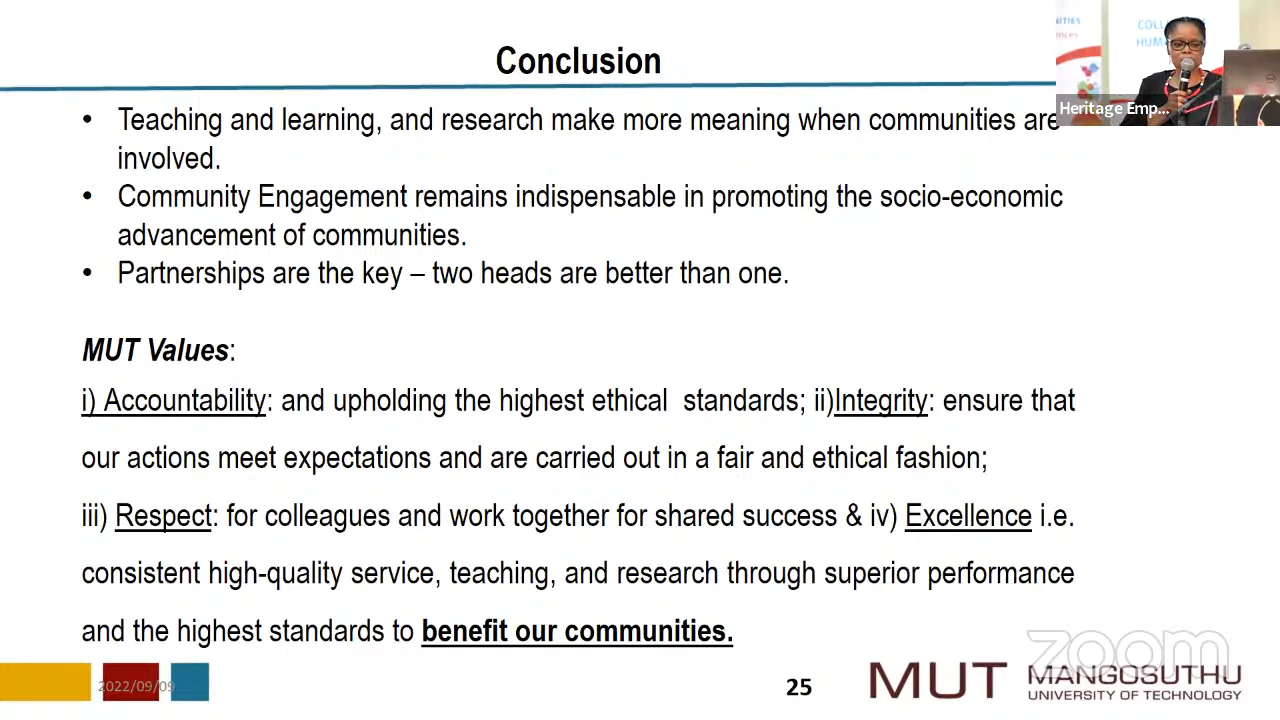 Conclusion
• Teaching and learning, and research make more meaning when communities are
involved.
• Community Engagement remains indispensable in promoting the socio-economic
advancement of communities.
• Partnerships are the key – two heads are better than one.
MUT Values:
i) Accountability: and upholding the highest ethical standards; ii)Integrity: ensure that
our actions meet expectations and are carried out in a fair and ethical fashion;
iii) Respect: for colleagues and work together for shared success & iv) Excellence i.e.
consistent high-quality service, teaching, and research through superior performance
and the highest standards to benefit our communities.
Heritage Emp...
2022/09/09
25
MUT
MANGOSUTHU
UNIVERSITY OF TECHNOLOGY
zoom